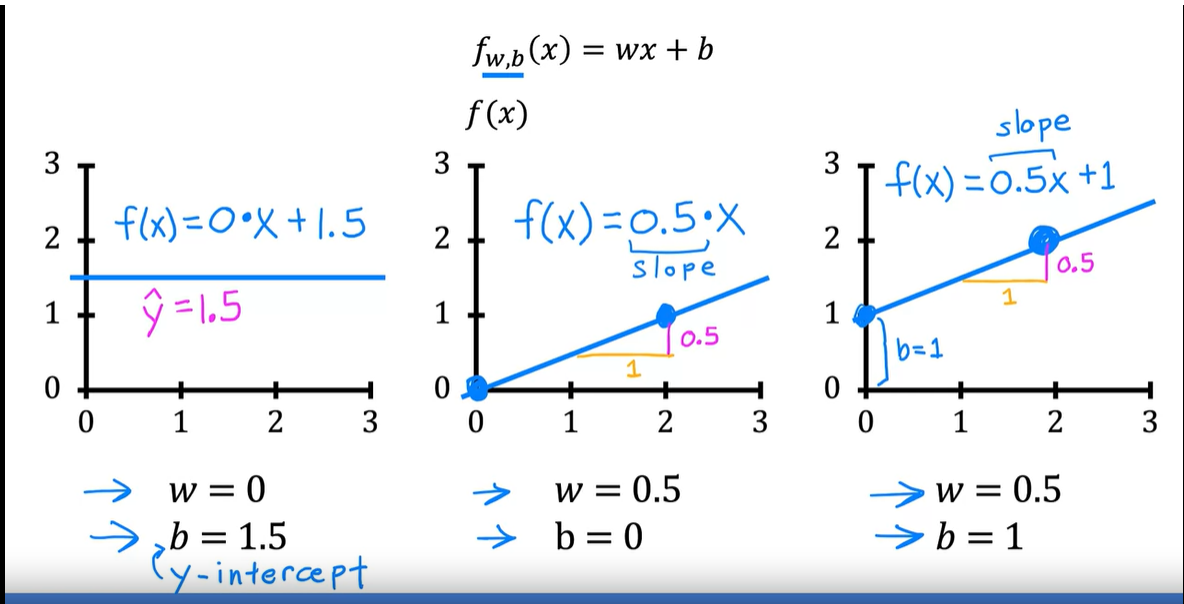 f_{w,b}(x) = wx + b
f(x)
3
2
1
0
0 1 2 3
f(x)=0•x+1.5
ŷ=1.5
→ w = 0
→ b = 1.5
y-intercept
3
2
1
0
0 1 2 3
f(x)=0.5•x
slope
0.5
1
→ w = 0.5
→ b = 0
slope
3
2
1
0
0 1 2 3
f(x)=0.5x+1
0.5
1
b=1
→ w = 0.5
→ b = 1